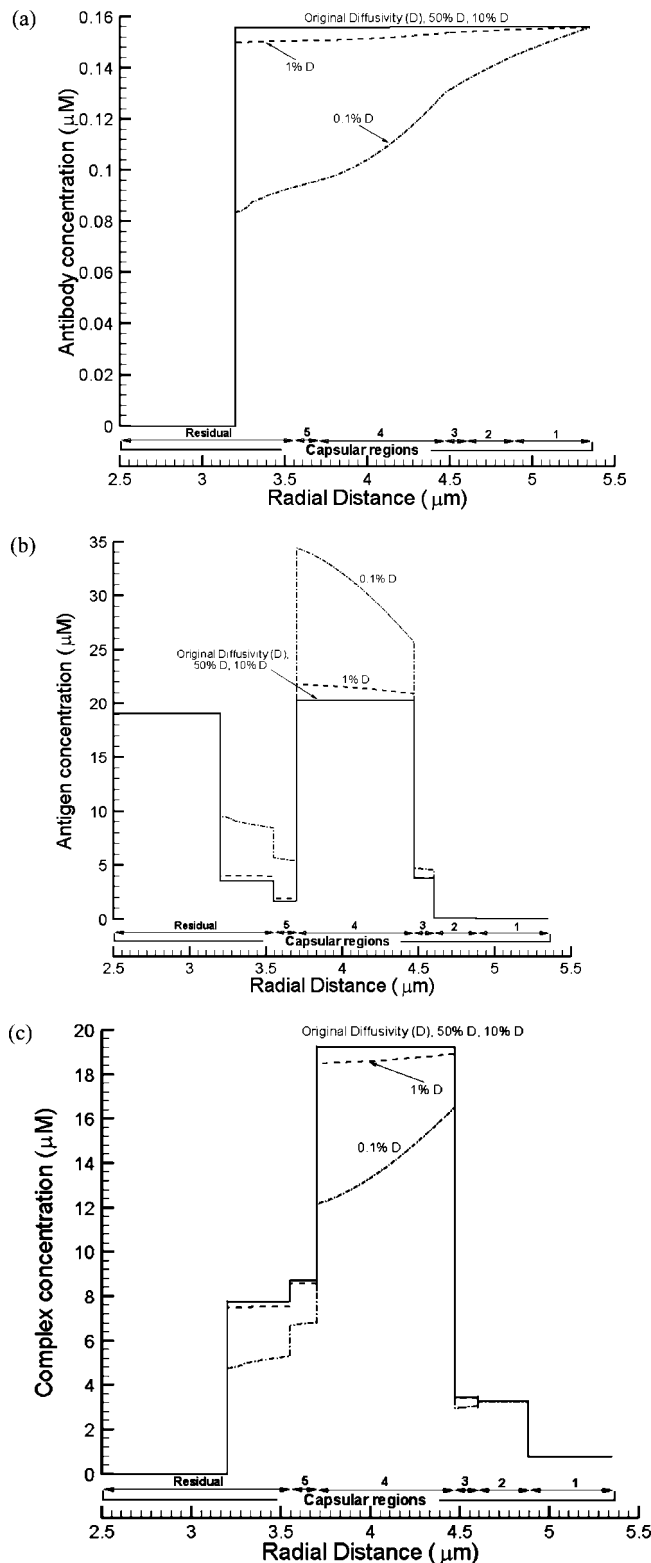 (a)
Original Diffusivity (D), 50% D, 10% D
1% D
0.1% D
Antibody concentration (μM)
0.16
0.14
0.12
0.1
0.08
0.06
0.04
0.02
0
Residual 5 4 3 2 1
Capsular regions
2.5 3 3.5 4 4.5 5 5.5
Radial Distance ( μm)
(b)
0.1% D
Original Diffusivity (D),
50% D, 10% D
1% D
Antigen concentration (μM)
35
30
25
20
15
10
5
0
Residual 5 4 3 2 1
Capsular regions
2.5 3 3.5 4 4.5 5 5.5
Radial Distance ( μm)
(c)
Original Diffusivity (D), 50% D, 10% D
1% D
0.1% D
Complex concentration (μM)
20
18
16
14
12
10
8
6
4
2
0
Residual 5 4 3 2 1
Capsular regions
2.5 3 3.5 4 4.5 5 5.5
Radial Distance ( μm)